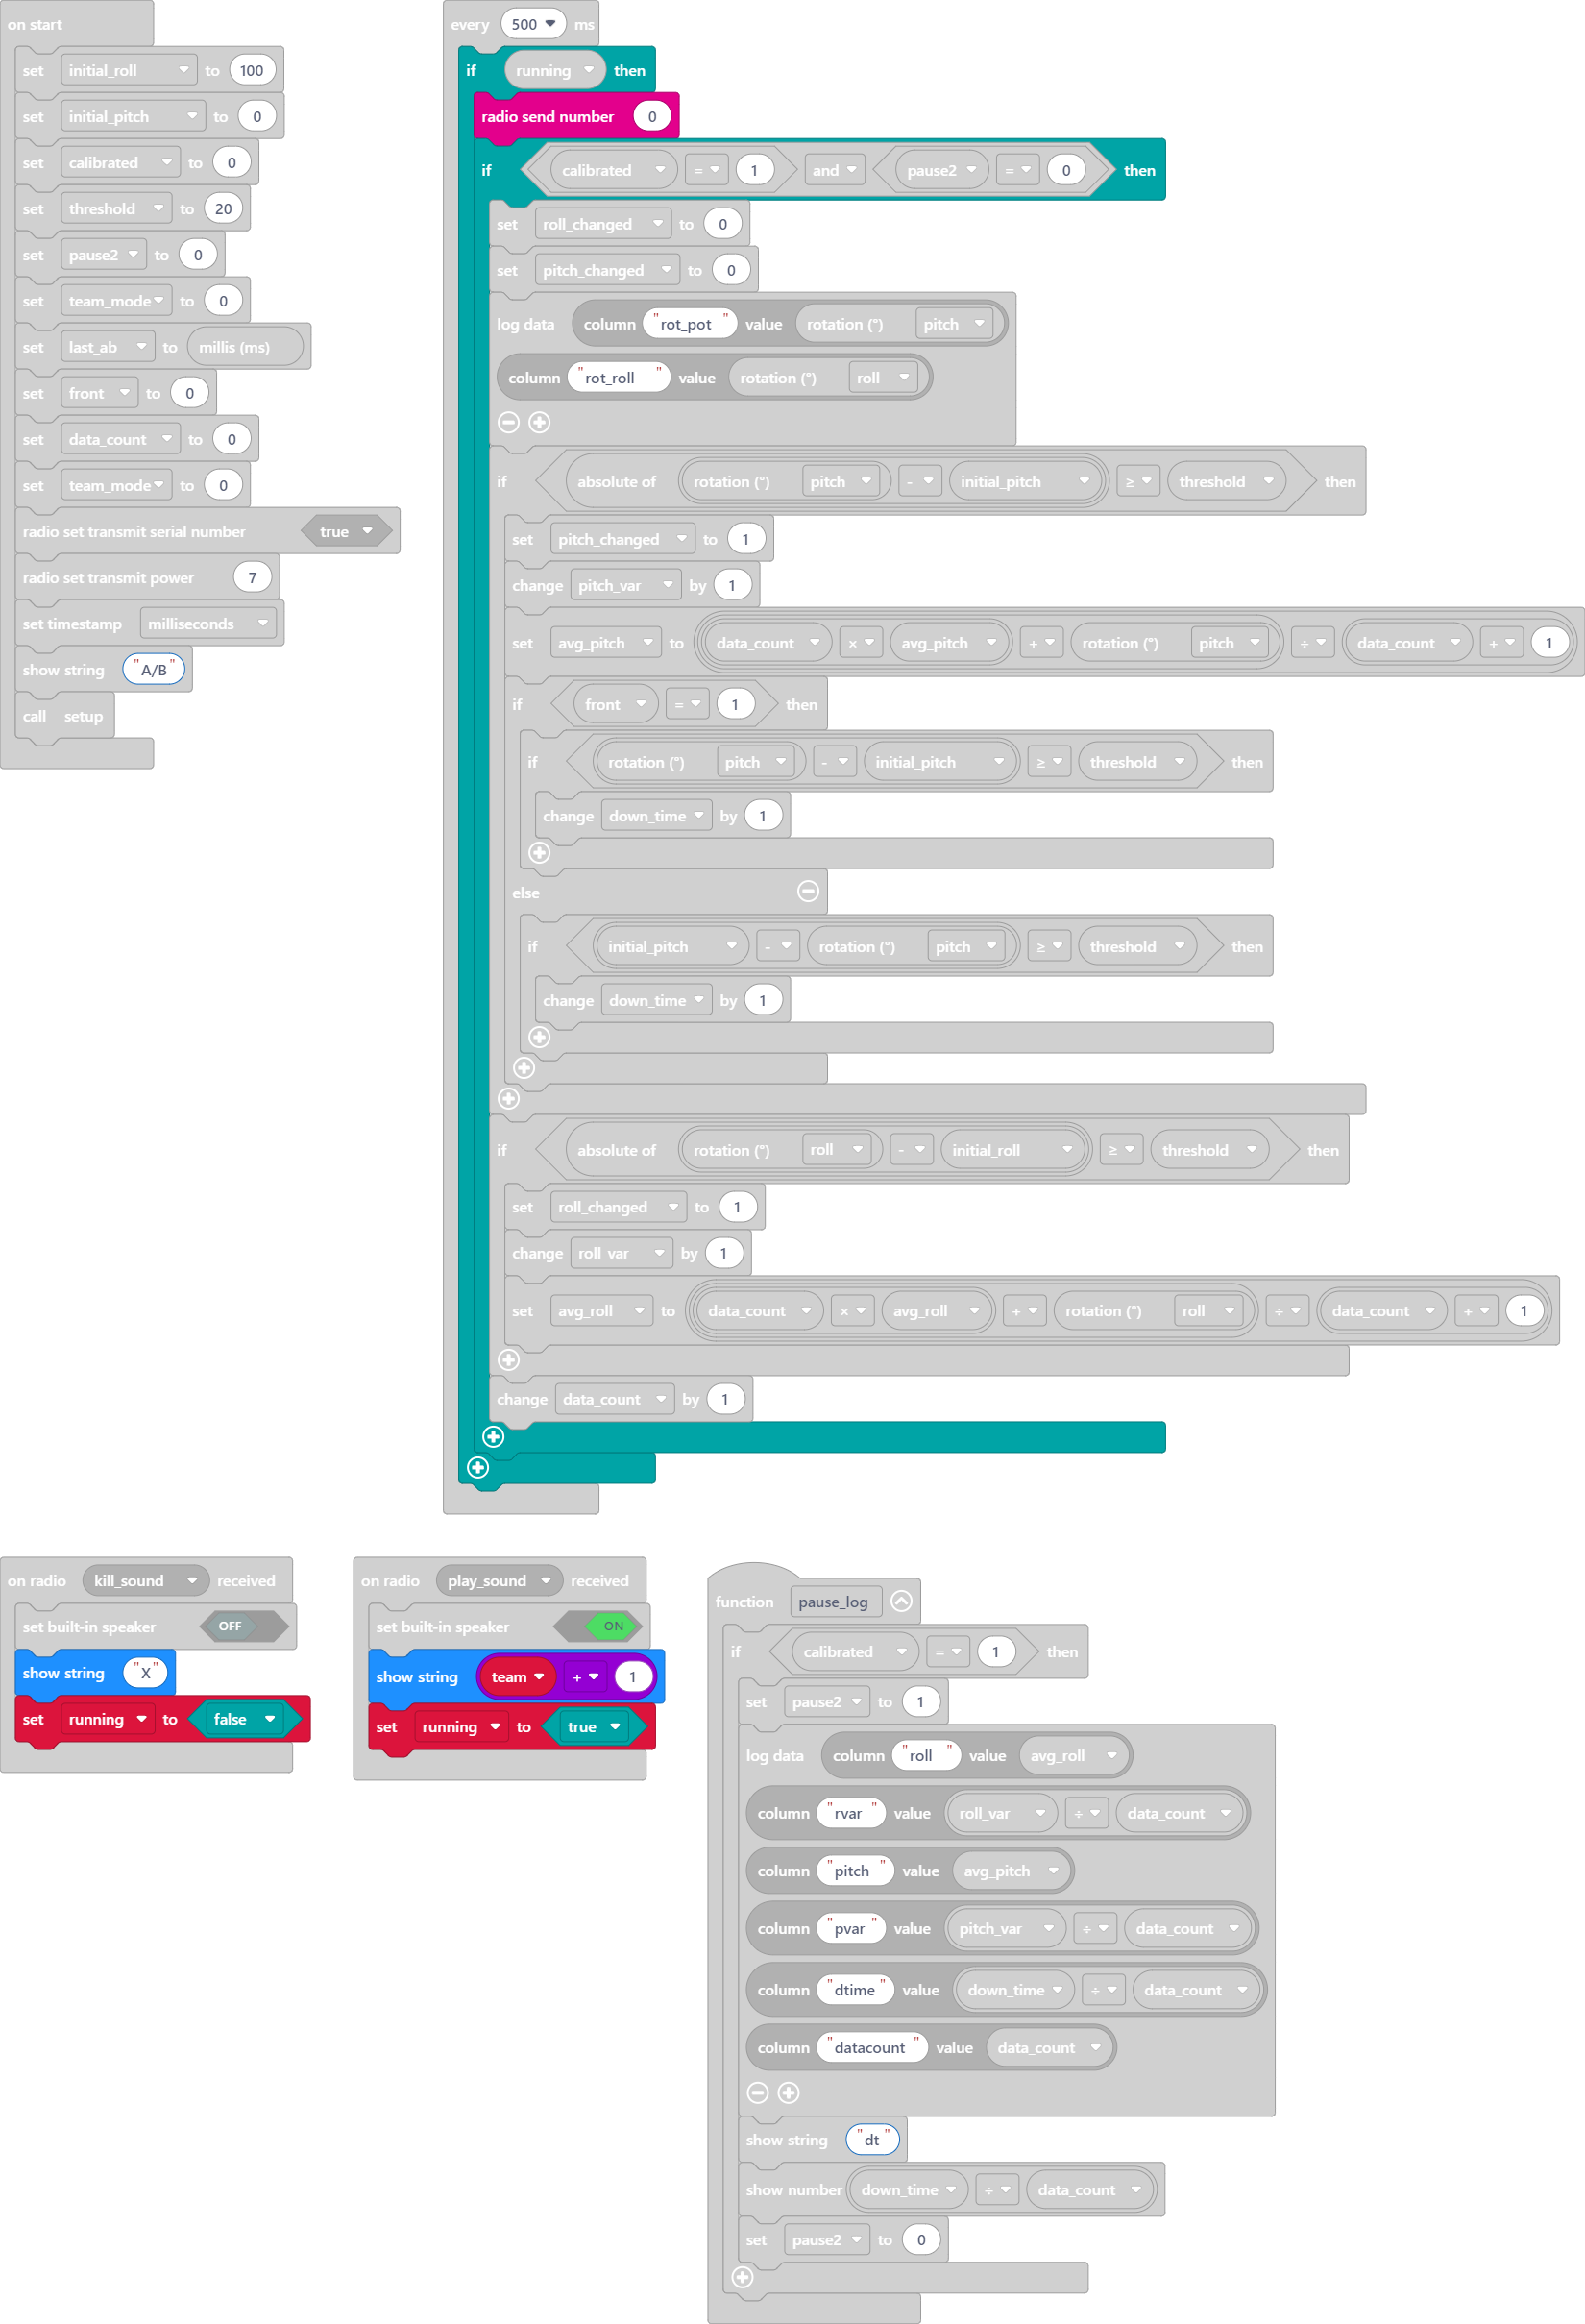 on start
set initial_roll to 100
set initial_pitch to 0
set calibrated to 0
set threshold to 20
set pause2 to 0
set team_mode to 0
set last_ab to millis (ms)
set front to 0
set data_count to 0
set team_mode to 0
radio set transmit serial number true
radio set transmit power 7
set timestamp milliseconds
show string "A/B"
call setup
every 500 ms
if running then
radio send number 0
if calibrated = 1 and pause2 = 0 then
set roll_changed to 0
set pitch_changed to 0
log data column "rot_pot" value rotation (°) pitch
column "rot_roll" value rotation (°) roll
if absolute of rotation (°) pitch - initial_pitch ≥ threshold then
set pitch_changed to 1
change pitch_var by 1
set avg_pitch to data_count × avg_pitch + rotation (°) pitch ÷ data_count + 1
if front = 1 then
if rotation (°) pitch - initial_pitch ≥ threshold then
change down_time by 1
else
if initial_pitch - rotation (°) pitch ≥ threshold then
change down_time by 1
if absolute of rotation (°) roll - initial_roll ≥ threshold then
set roll_changed to 1
change roll_var by 1
set avg_roll to data_count × avg_roll + rotation (°) roll ÷ data_count + 1
change data_count by 1
on radio kill_sound received
set built-in speaker OFF
show string "X"
set running to false
on radio play_sound received
set built-in speaker ON
show string team + 1
set running to true
function pause_log
if calibrated = 1 then
set pause2 to 1
log data column "roll" value avg_roll
column "rvar" value roll_var ÷ data_count
column "pitch" value avg_pitch
column "pvar" value pitch_var ÷ data_count
column "dtime" value down_time ÷ data_count
column "datacount" value data_count
show string "dt"
show number down_time ÷ data_count
set pause2 to 0